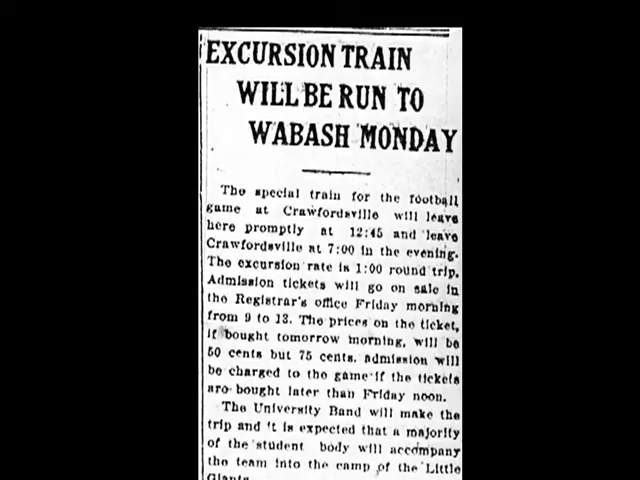 EXCURSION TRAIN
WILL BE RUN TO
WABASH MONDAY
The special train for the football
game at Crawfordsville will leave
here promptly at 12:45 and leave
Crawfordsville at 7:00 in the evening.
The excursion rate is 1:00 round trip.
Admission tickets will go on sale in
the Registrar's office Friday morning
from 9 to 12. The prices on the ticket,
if bought tomorrow morning, will be
50 cents but 75 cents. admission will
be charged to the game if the tickets
are bought later than Friday noon.
The University Band will make the
trip and it is expected that a majority
of the student body will accompany
the team into the camp of the Little
Giants.